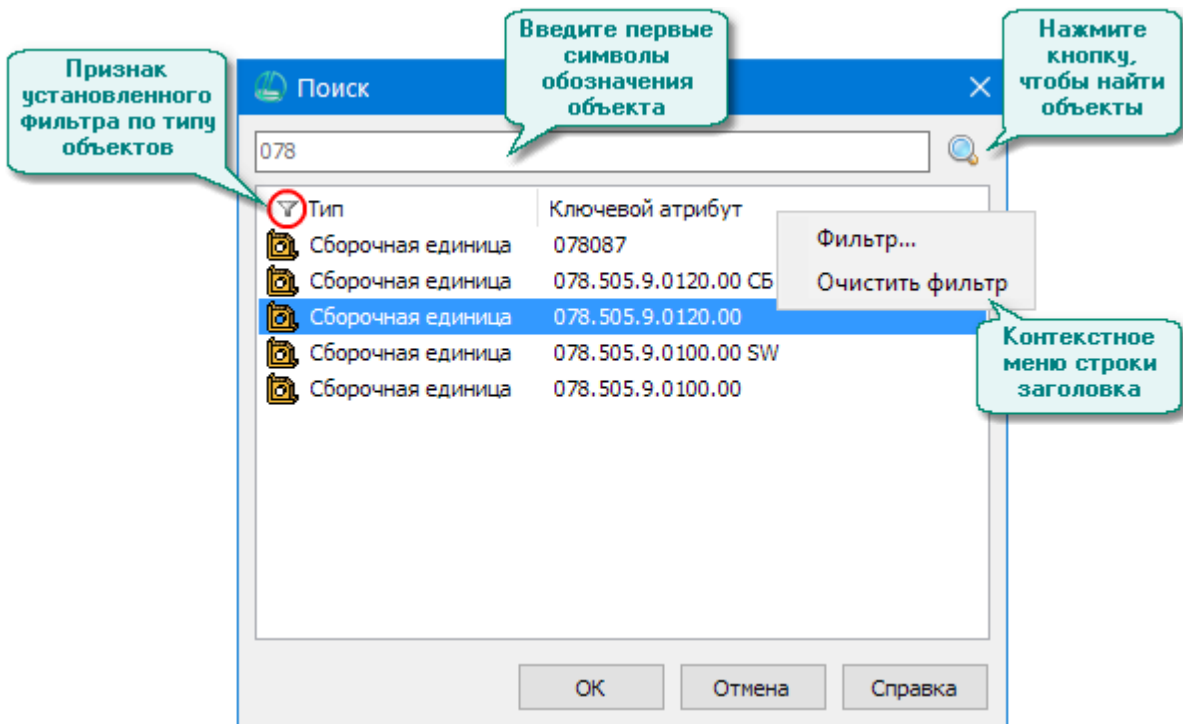 Введите первые
символы
обозначения
объекта
Нажмите
кнопку,
чтобы найти
объекты
Признак
установленного
фильтра по типу
объектов
Поиск
078
Тип Ключевой атрибут
Сборочная единица 078087
Сборочная единица 078.505.9.0120.00 СБ
Сборочная единица 078.505.9.0120.00
Сборочная единица 078.505.9.0100.00 SW
Сборочная единица 078.505.9.0100.00
Фильтр...
Очистить фильтр
Контекстное
меню строки
заголовка
ОК Отмена Справка